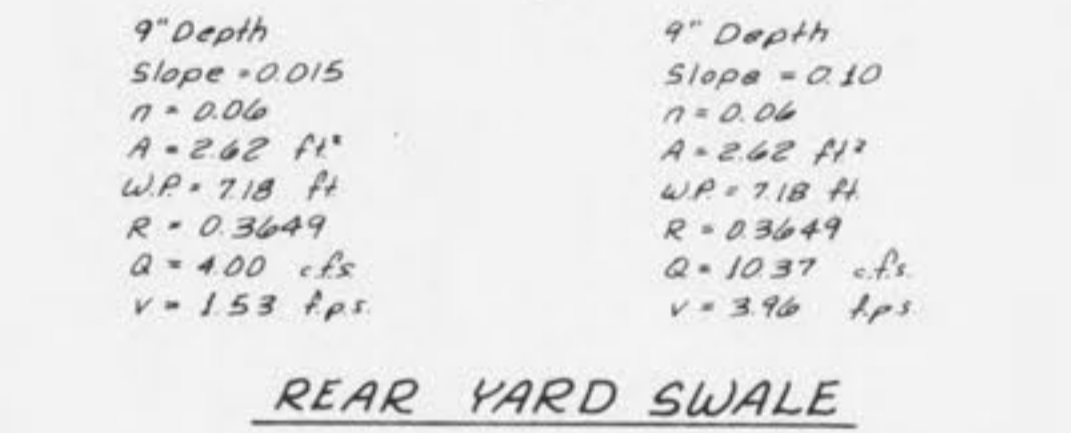 9" Depth
Slope = 0.015
n = 0.06
A = 2.62 ft²
W.P. = 7.18 ft
R = 0.3649
Q = 4.00 c.f.s.
v = 1.53 f.p.s.
9" Depth
Slope = 0.10
n = 0.06
A = 2.62 ft²
W.P. = 7.18 ft.
R = 0.3649
Q = 10.37 c.f.s.
v = 3.96 f.p.s.
REAR YARD SWALE